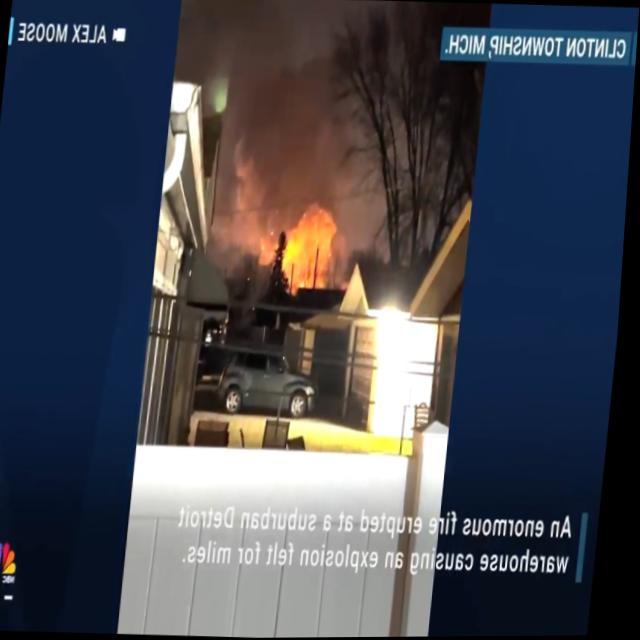 CLINTON TOWNSHIP, MICH.
ALEX MOOSE
An enormous fire erupted at a suburban Detroit
warehouse causing an explosion felt for miles.
NBC